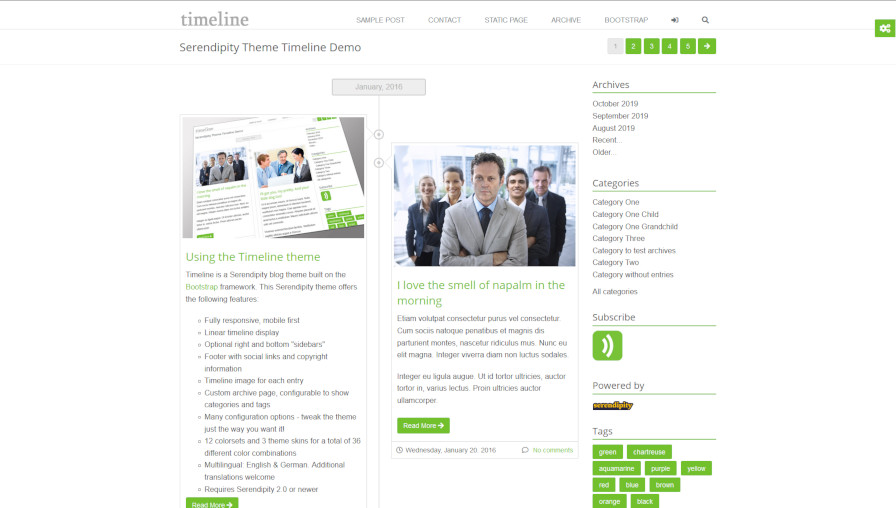 timeline
SAMPLE POST CONTACT STATIC PAGE ARCHIVE BOOTSTRAP
Serendipity Theme Timeline Demo
1 2 3 4 5
January, 2016
Using the Timeline theme
Timeline is a Serendipity blog theme built on the
Bootstrap framework. This Serendipity theme offers
the following features:
Fully responsive, mobile first
Linear timeline display
Optional right and bottom "sidebars"
Footer with social links and copyright
information
Timeline image for each entry
Custom archive page, configurable to show
categories and tags
Many configuration options - tweak the theme
just the way you want it!
12 colorsets and 3 theme skins for a total of 36
different color combinations
Multilingual: English & German. Additional
translations welcome
Requires Serendipity 2.0 or newer
Read More
I love the smell of napalm in the
morning
Etiam volutpat consectetur purus vel consectetur.
Cum sociis natoque penatibus et magnis dis
parturient montes, nascetur ridiculus mus. Nunc eu
elit magna. Integer viverra diam non luctus sodales.
Integer eu ligula augue. Ut id tortor ultricies, auctor
tortor in, varius lectus. Proin ultricies auctor
ullamcorper.
Read More
Wednesday, January 20. 2016 No comments
Archives
October 2019
September 2019
August 2019
Recent...
Older...
Categories
Category One
Category One Child
Category One Grandchild
Category Three
Category to test archives
Category Two
Category without entries
All categories
Subscribe
Powered by
serendipity
Tags
green chartreuse
aquamarine purple yellow
red blue brown
orange black